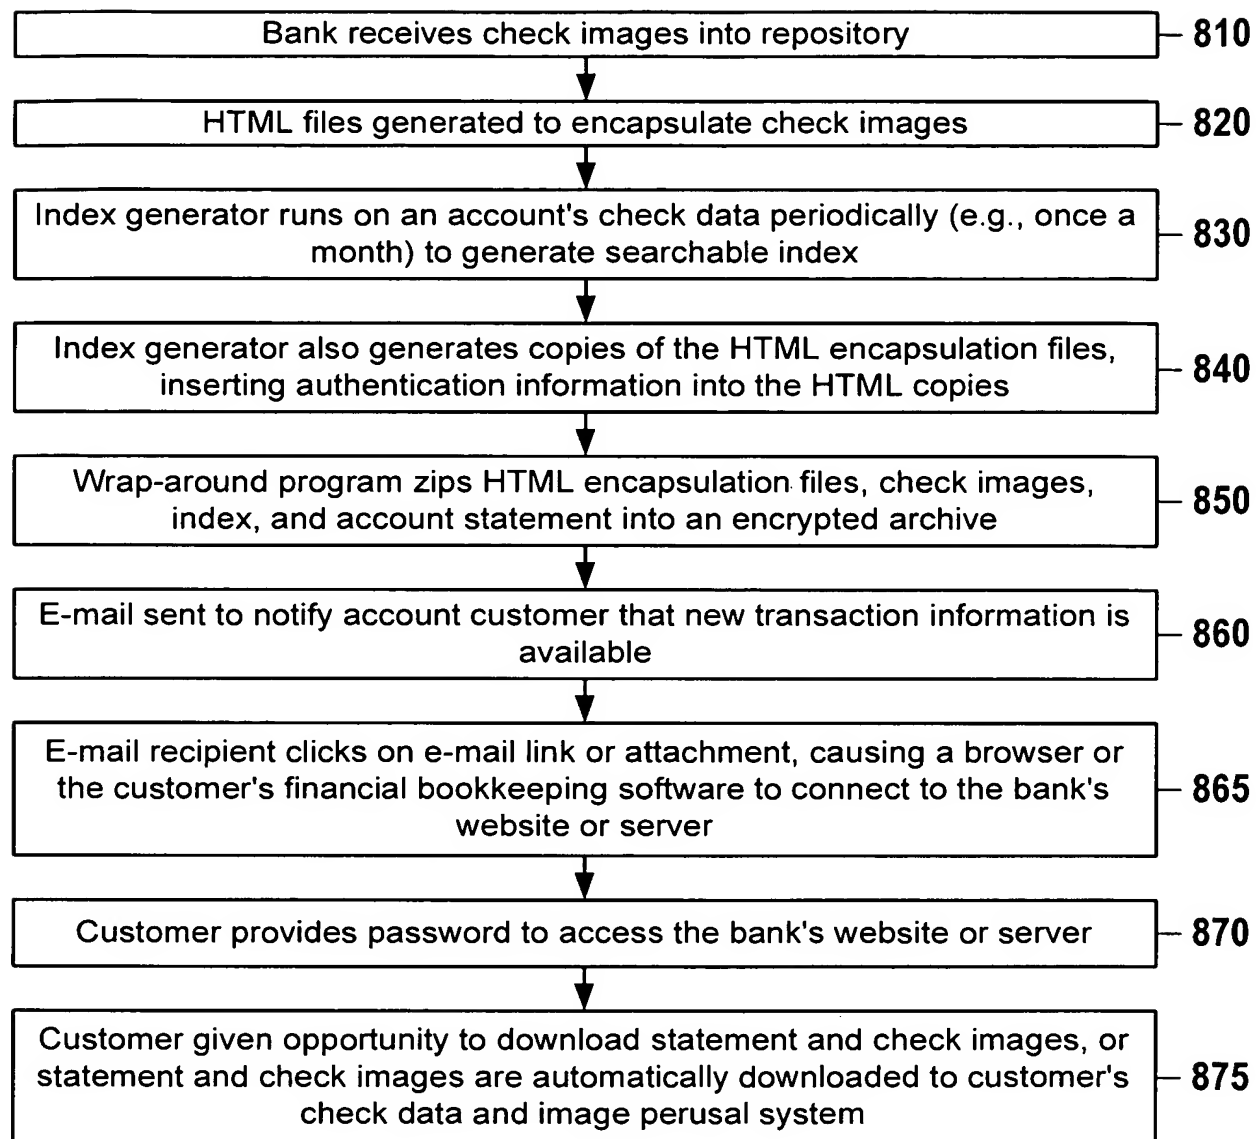 Bank receives check images into repository
810
HTML files generated to encapsulate check images
820
Index generator runs on an account's check data periodically (e.g., once a
month) to generate searchable index
830
Index generator also generates copies of the HTML encapsulation files,
inserting authentication information into the HTML copies
840
Wrap-around program zips HTML encapsulation files, check images,
index, and account statement into an encrypted archive
850
E-mail sent to notify account customer that new transaction information is
available
860
E-mail recipient clicks on e-mail link or attachment, causing a browser or
the customer's financial bookkeeping software to connect to the bank's
website or server
865
Customer provides password to access the bank's website or server
870
Customer given opportunity to download statement and check images, or
statement and check images are automatically downloaded to customer's
check data and image perusal system
875